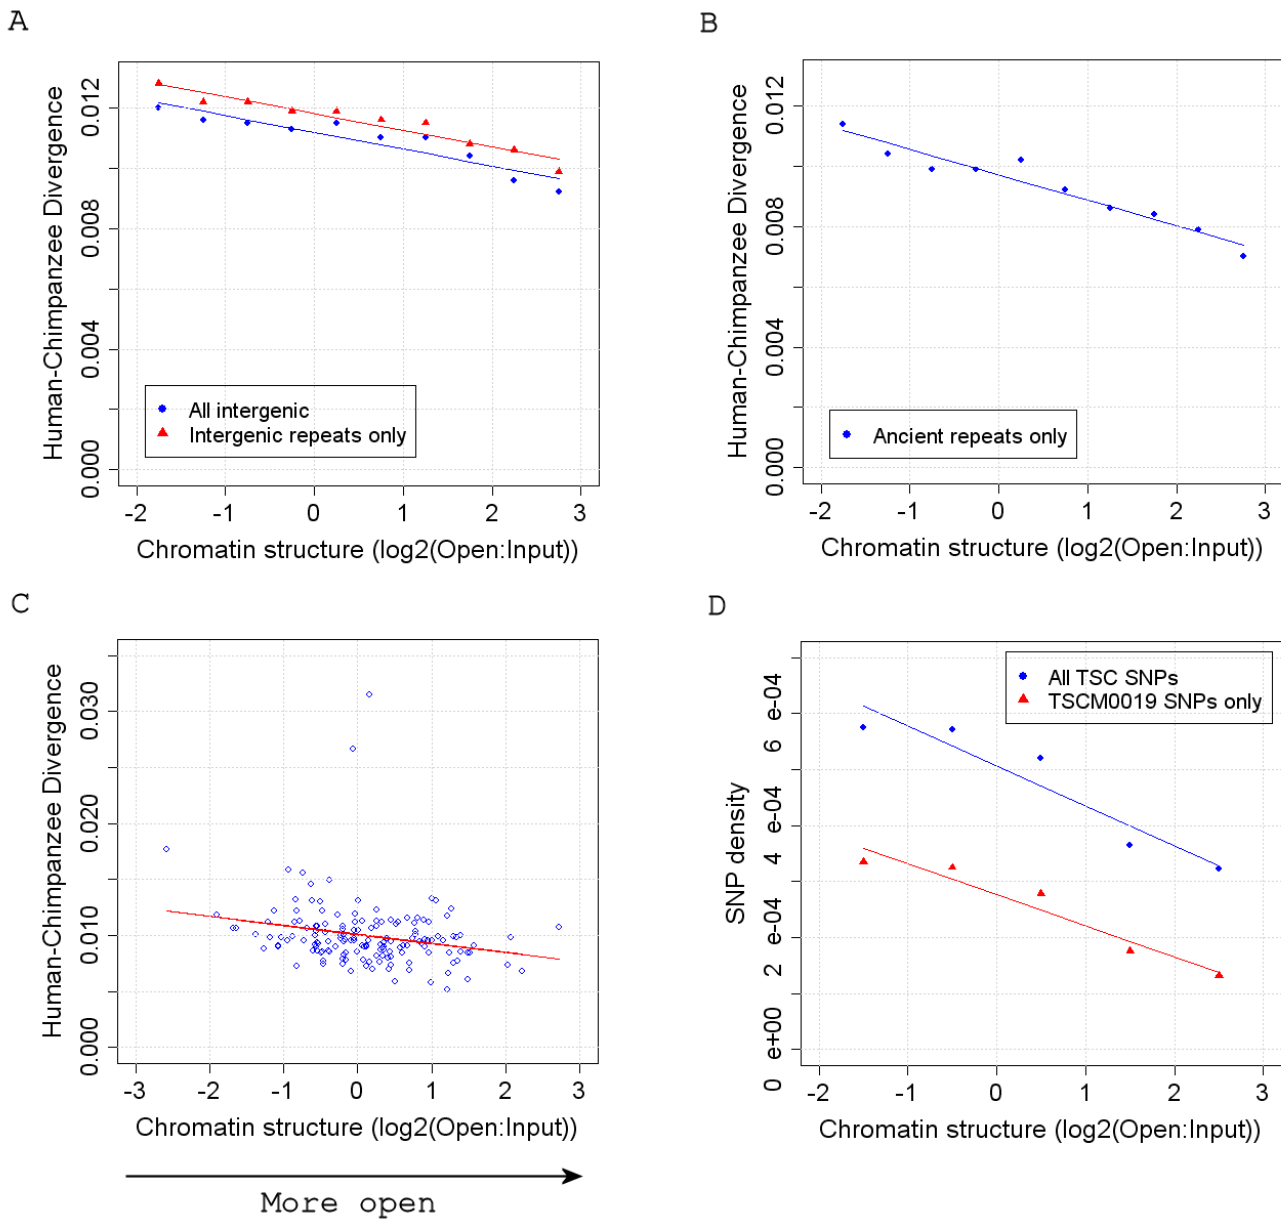 A
Human-Chimpanzee Divergence
0.012
0.008
0.004
0.000
All intergenic
Intergenic repeats only
-2 -1 0 1 2 3
Chromatin structure (log2(Open:Input))
B
Human-Chimpanzee Divergence
0.012
0.008
0.004
0.000
Ancient repeats only
-2 -1 0 1 2 3
Chromatin structure (log2(Open:Input))
C
Human-Chimpanzee Divergence
0.030
0.020
0.010
0.000
-3 -2 -1 0 1 2 3
Chromatin structure (log2(Open:Input))
More open
D
SNP density
6 e-04
4 e-04
2 e-04
0 e+00
All TSC SNPs
TSCM0019 SNPs only
-2 -1 0 1 2 3
Chromatin structure (log2(Open:Input))